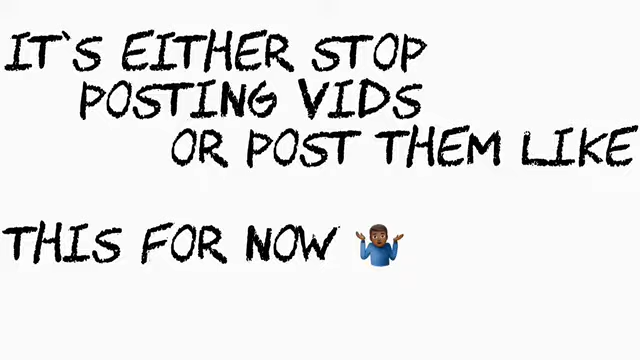 IT`S EITHER STOP
POSTING VIDS
OR POST THEM LIKE
THIS FOR NOW 🤷🏾‍♂️